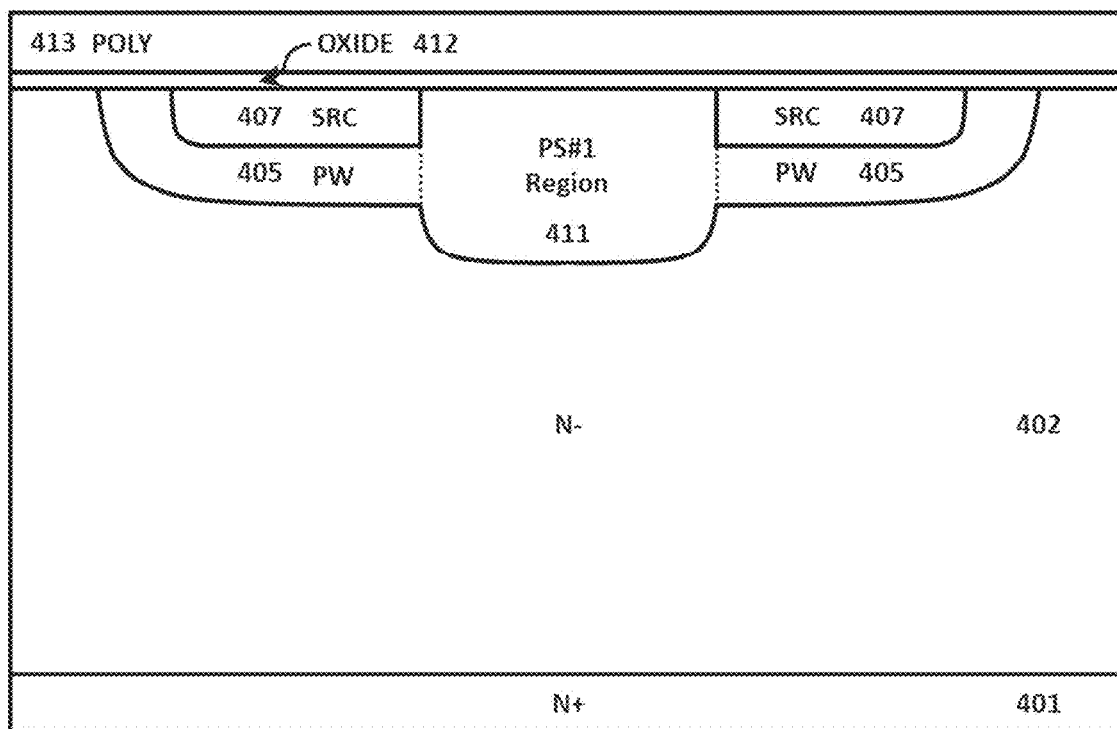 413 POLY
OXIDE 412
407 SRC
SRC 407
405 PW
PW 405
PS#1
Region
411
N-
402
N+
401